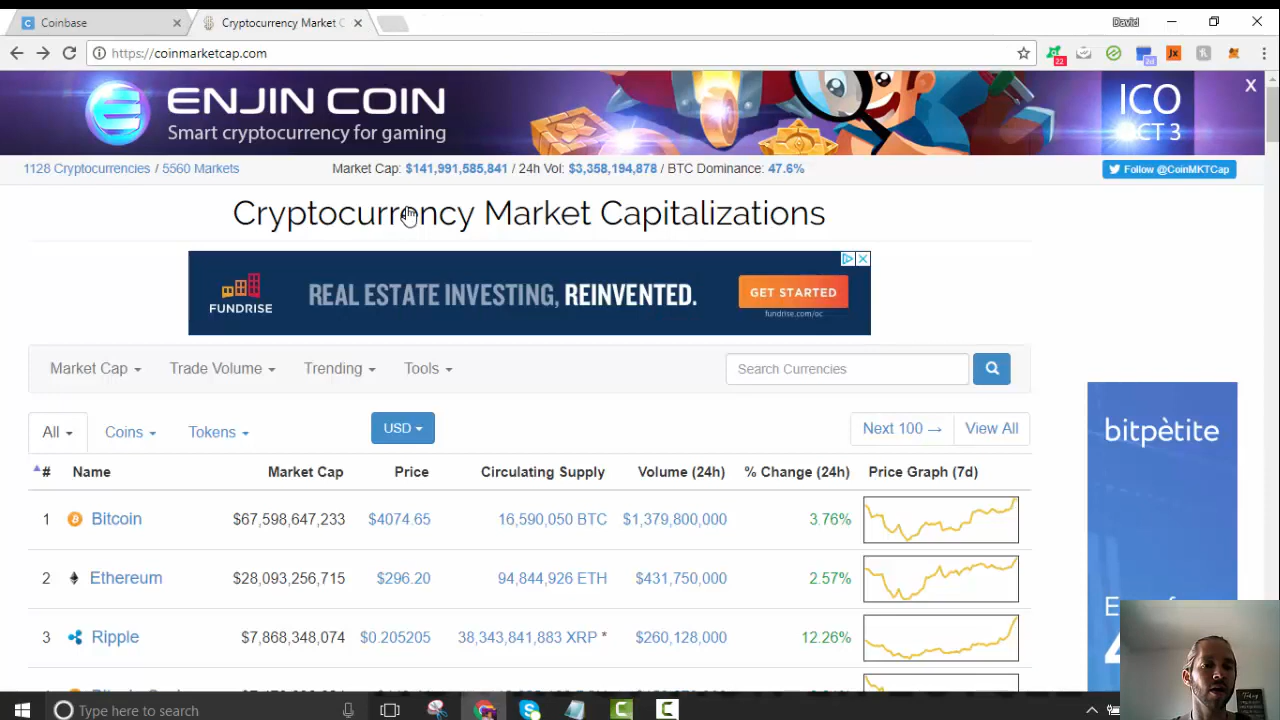 Coinbase
Cryptocurrency Market C
David
https://coinmarketcap.com
22
2d
Jx
ENJIN COIN
Smart cryptocurrency for gaming
ICO
OCT 3
X
1128 Cryptocurrencies / 5560 Markets
Market Cap: $141,991,585,841 / 24h Vol: $3,358,194,878 / BTC Dominance: 47.6%
Follow @CoinMKTCap
Cryptocurrency Market Capitalizations
FUNDRISE
REAL ESTATE INVESTING, REINVENTED.
GET STARTED
fundrise.com/oc
Market Cap
Trade Volume
Trending
Tools
Search Currencies
All
Coins
Tokens
USD
Next 100 →
View All
bitpètite
# Name Market Cap Price Circulating Supply Volume (24h) % Change (24h) Price Graph (7d)
1 Bitcoin $67,598,647,233 $4074.65 16,590,050 BTC $1,379,800,000 3.76%
2 Ethereum $28,093,256,715 $296.20 94,844,926 ETH $431,750,000 2.57%
3 Ripple $7,868,348,074 $0.205205 38,343,841,883 XRP * $260,128,000 12.26%
Type here to search